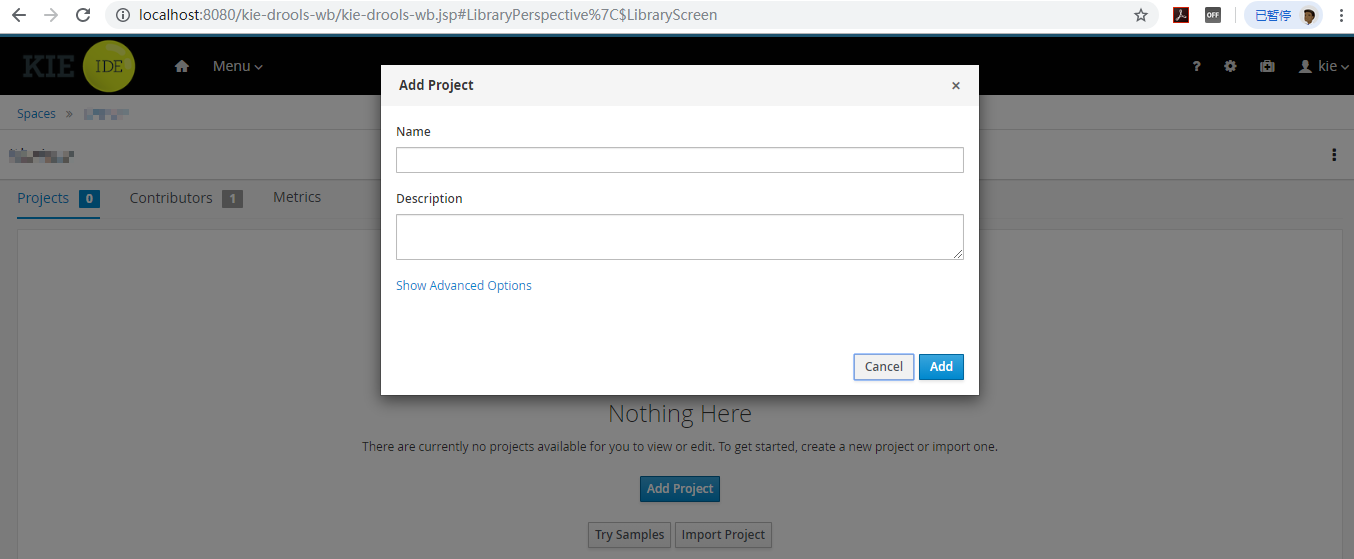 localhost:8080/kie-drools-wb/kie-drools-wb.jsp#LibraryPerspective%7C$LibraryScreen
OFF
已暂停
KIE IDE
Menu
?
kie
Add Project
×
Spaces »
Name
Description
Projects 0
Contributors 1
Metrics
Show Advanced Options
Cancel
Add
Nothing Here
There are currently no projects available for you to view or edit. To get started, create a new project or import one.
Add Project
Try Samples
Import Project